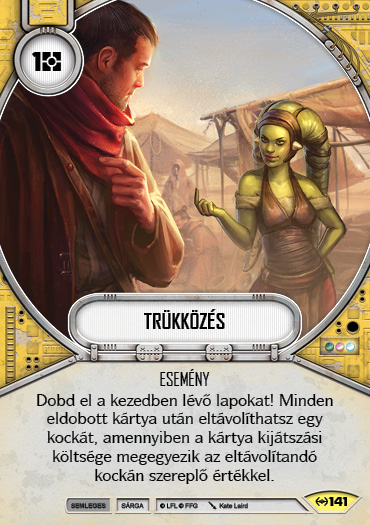 1
TRÜKKÖZÉS
ESEMÉNY
Dobd el a kezedben lévő lapokat! Minden
eldobott kártya után eltávolíthatsz egy
kockát, amennyiben a kártya kijátszási
költsége megegyezik az eltávolítandó
kockán szereplő értékkel.
SEMLEGES SÁRGA © LFL © FFG Kate Laird 141